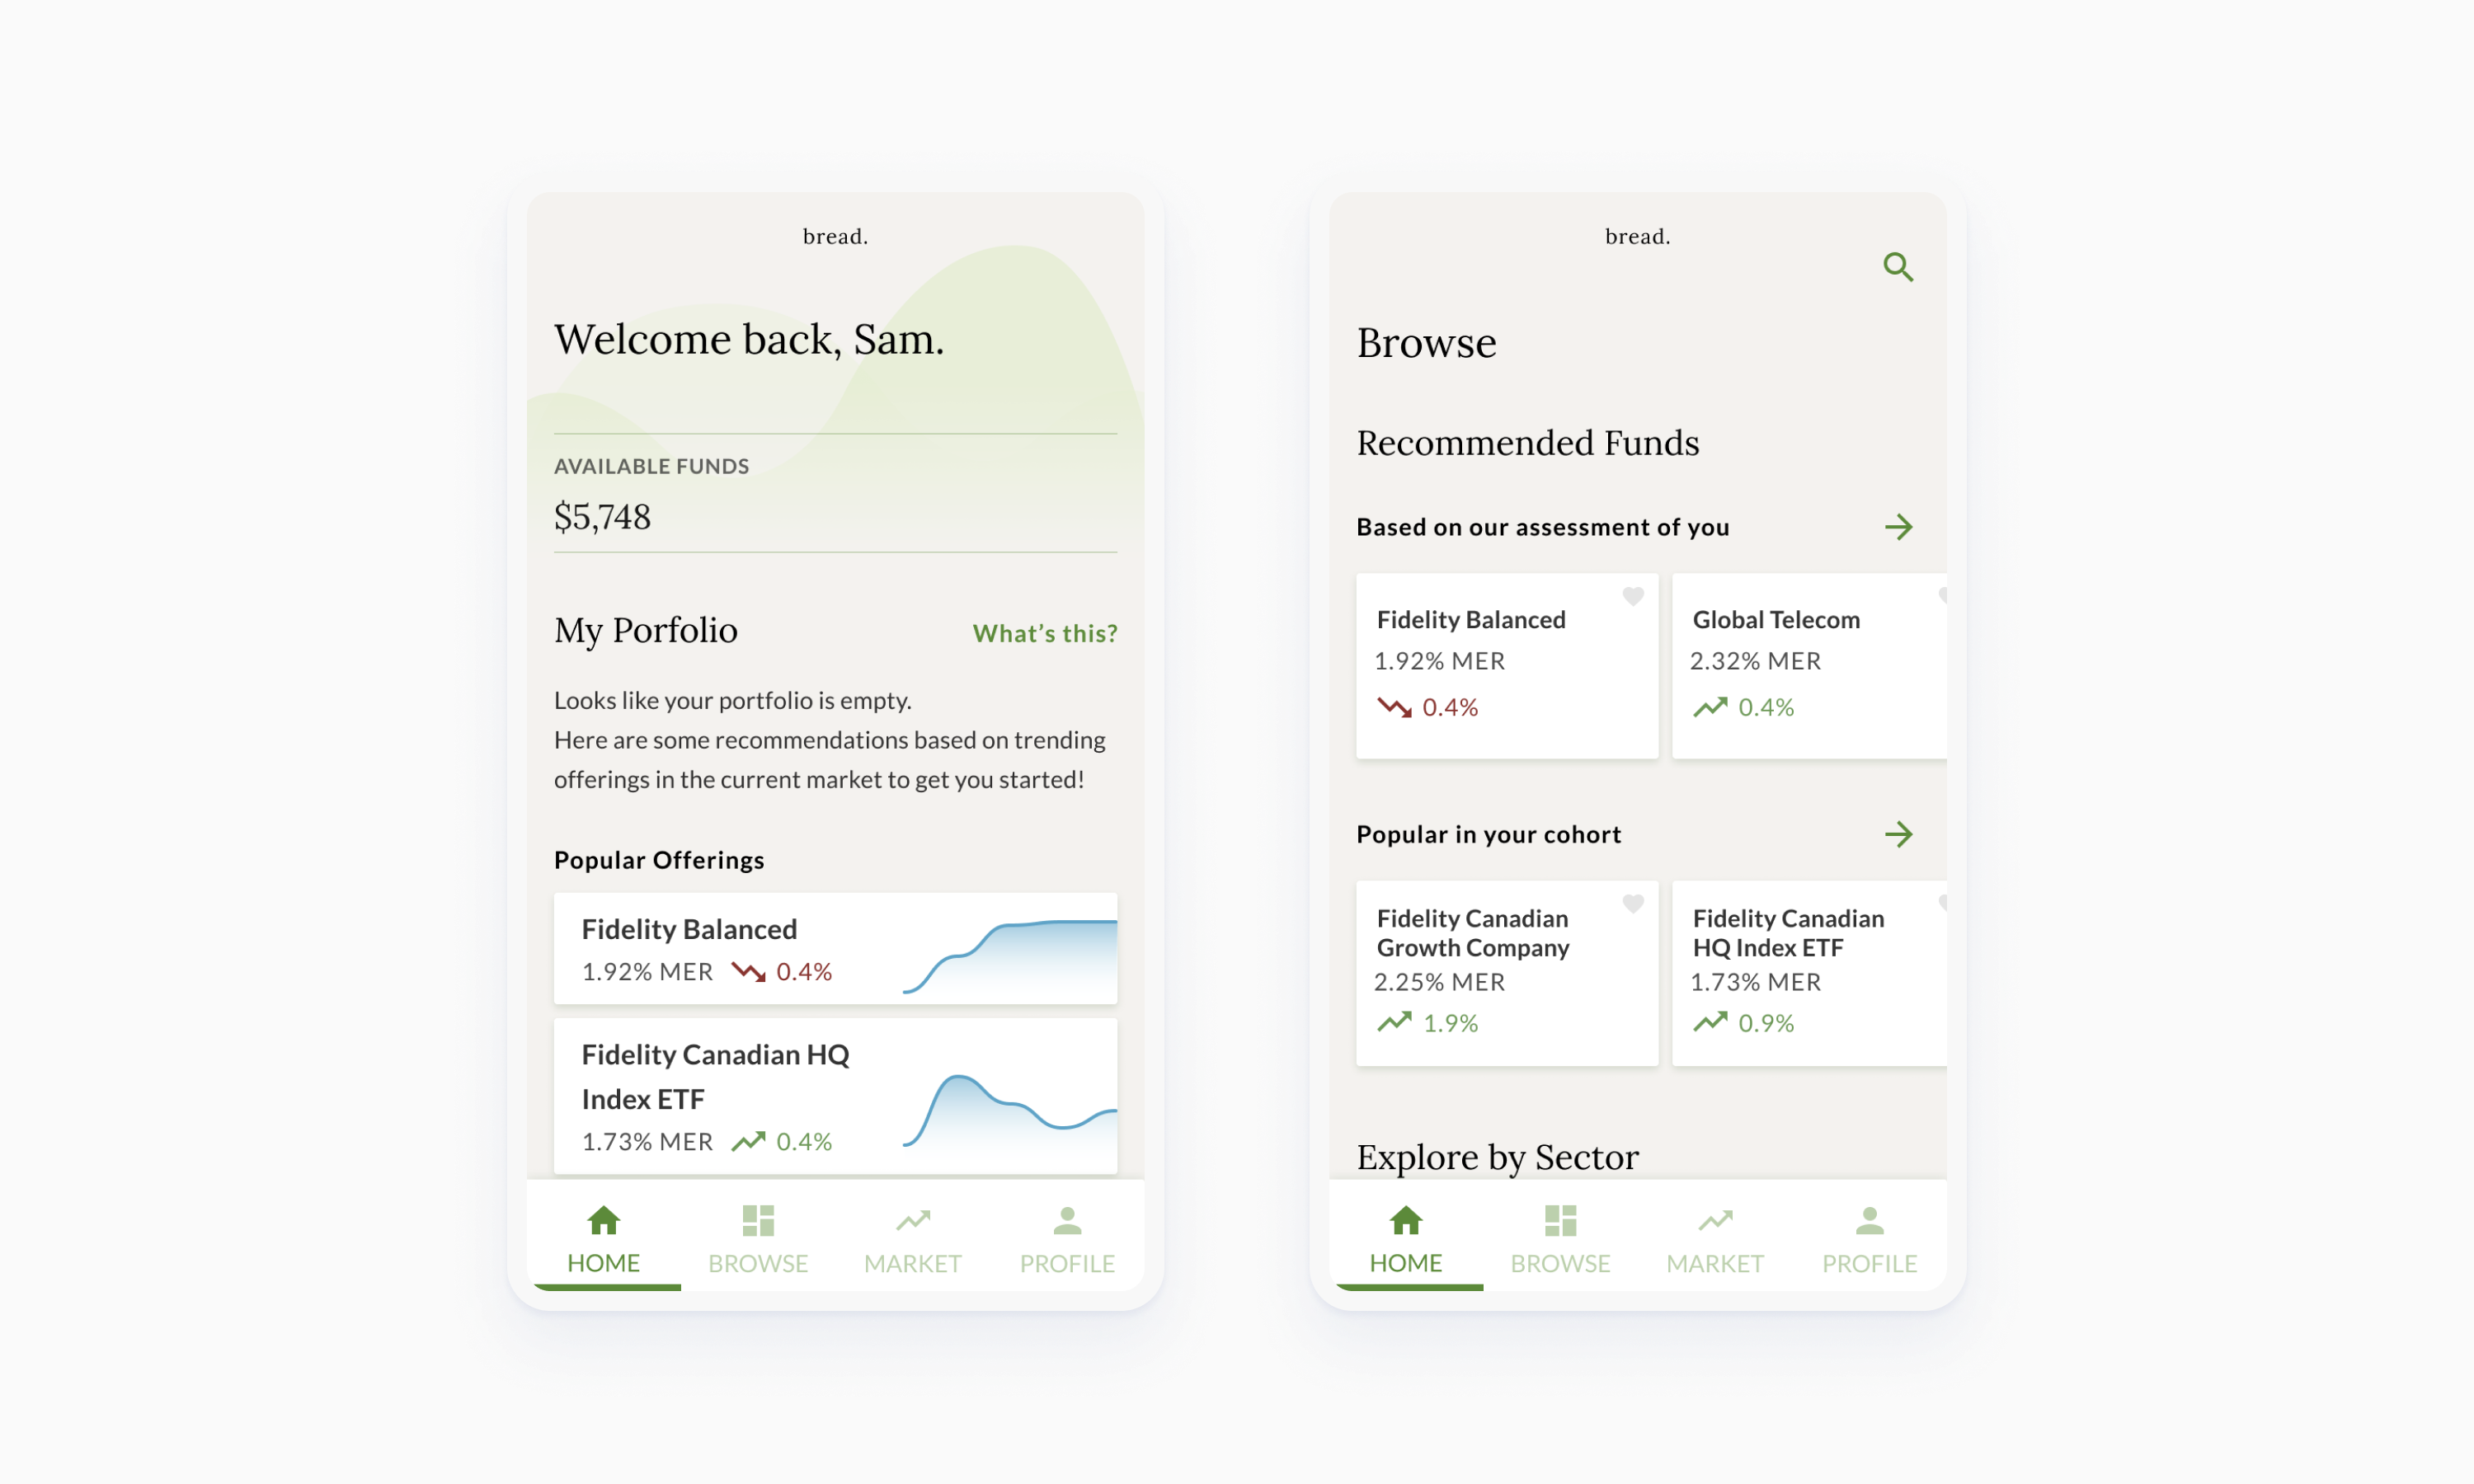 bread.
Welcome back, Sam.
AVAILABLE FUNDS
$5,748
My Porfolio
What’s this?
Looks like your portfolio is empty.
Here are some recommendations based on trending
offerings in the current market to get you started!
Popular Offerings
Fidelity Balanced
1.92% MER 0.4%
Fidelity Canadian HQ
Index ETF
1.73% MER 0.4%
HOME BROWSE MARKET PROFILE
bread.
Browse
Recommended Funds
Based on our assessment of you
Fidelity Balanced
1.92% MER
0.4%
Global Telecom
2.32% MER
0.4%
Popular in your cohort
Fidelity Canadian
Growth Company
2.25% MER
1.9%
Fidelity Canadian
HQ Index ETF
1.73% MER
0.9%
Explore by Sector
HOME BROWSE MARKET PROFILE